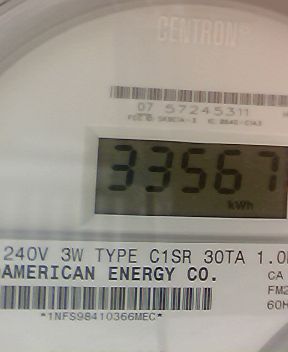 CENTRON®
07 57245311
33567
kWh
240V 3W TYPE C1SR 30TA 1.0
AMERICAN ENERGY CO.
CA
FM2
60H
*1NFS98410366MEC*